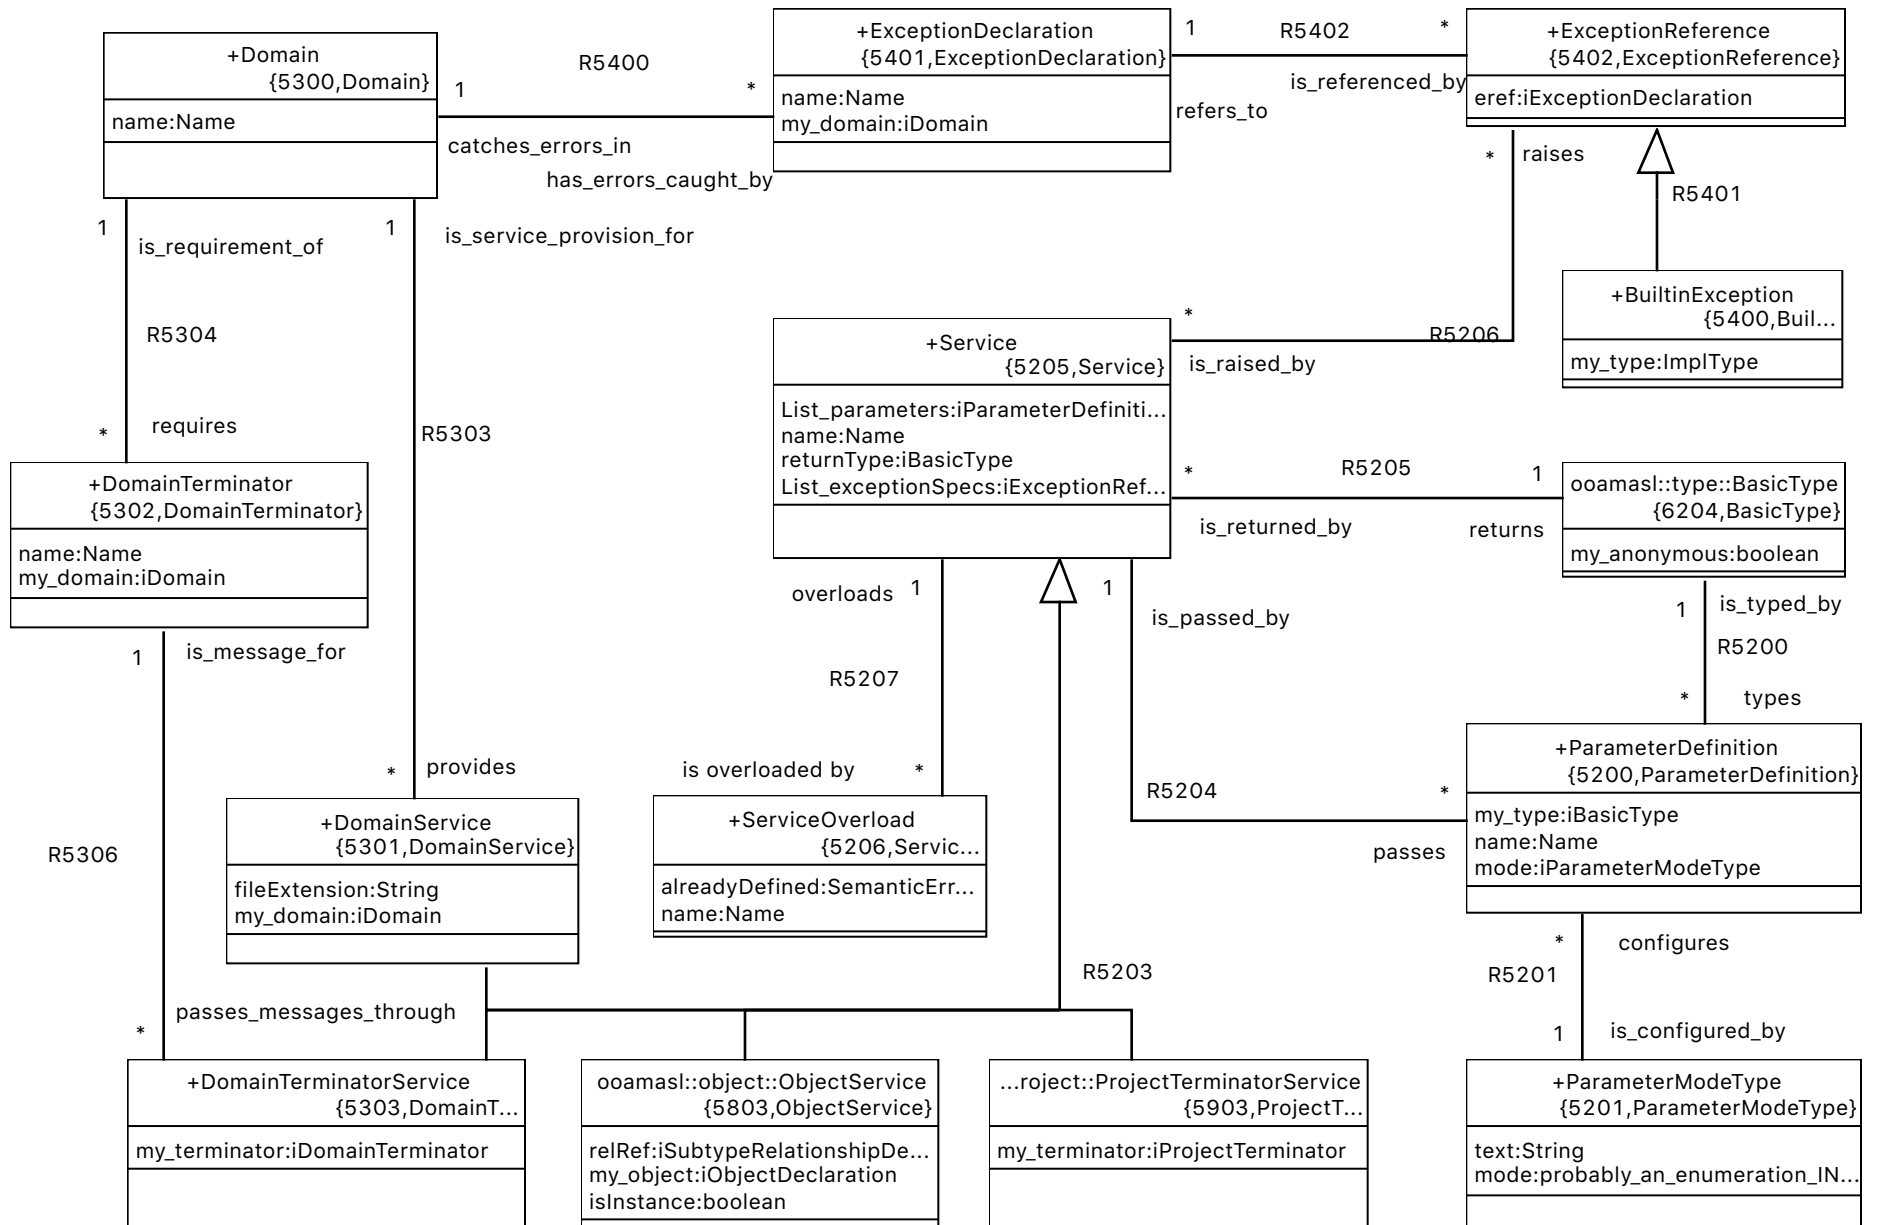 +Domain
{5300,Domain}
name:Name
R5400
1
*
catches_errors_in
has_errors_caught_by
+ExceptionDeclaration
{5401,ExceptionDeclaration}
name:Name
my_domain:iDomain
1
R5402
*
is_referenced_by
refers_to
+ExceptionReference
{5402,ExceptionReference}
eref:iExceptionDeclaration
*
raises
R5401
+BuiltinException
{5400,Buil...
my_type:ImplType
1
is_requirement_of
R5304
*
requires
1
is_service_provision_for
R5303
*
provides
+Service
{5205,Service}
List_parameters:iParameterDefiniti...
name:Name
returnType:iBasicType
List_exceptionSpecs:iExceptionRef...
*
R5206
is_raised_by
*
R5205
1
is_returned_by
returns
ooamasl::type::BasicType
{6204,BasicType}
my_anonymous:boolean
+DomainTerminator
{5302,DomainTerminator}
name:Name
my_domain:iDomain
1
is_message_for
R5306
*
passes_messages_through
overloads
1
R5207
is overloaded by
*
1
is_passed_by
R5204
*
passes
1
is_typed_by
R5200
*
types
+ParameterDefinition
{5200,ParameterDefinition}
my_type:iBasicType
name:Name
mode:iParameterModeType
+DomainService
{5301,DomainService}
fileExtension:String
my_domain:iDomain
+ServiceOverload
{5206,Servic...
alreadyDefined:SemanticErr...
name:Name
R5203
*
configures
R5201
1
is_configured_by
+DomainTerminatorService
{5303,DomainT...
my_terminator:iDomainTerminator
ooamasl::object::ObjectService
{5803,ObjectService}
relRef:iSubtypeRelationshipDe...
my_object:iObjectDeclaration
isInstance:boolean
...roject::ProjectTerminatorService
{5903,ProjectT...
my_terminator:iProjectTerminator
+ParameterModeType
{5201,ParameterModeType}
text:String
mode:probably_an_enumeration_IN...